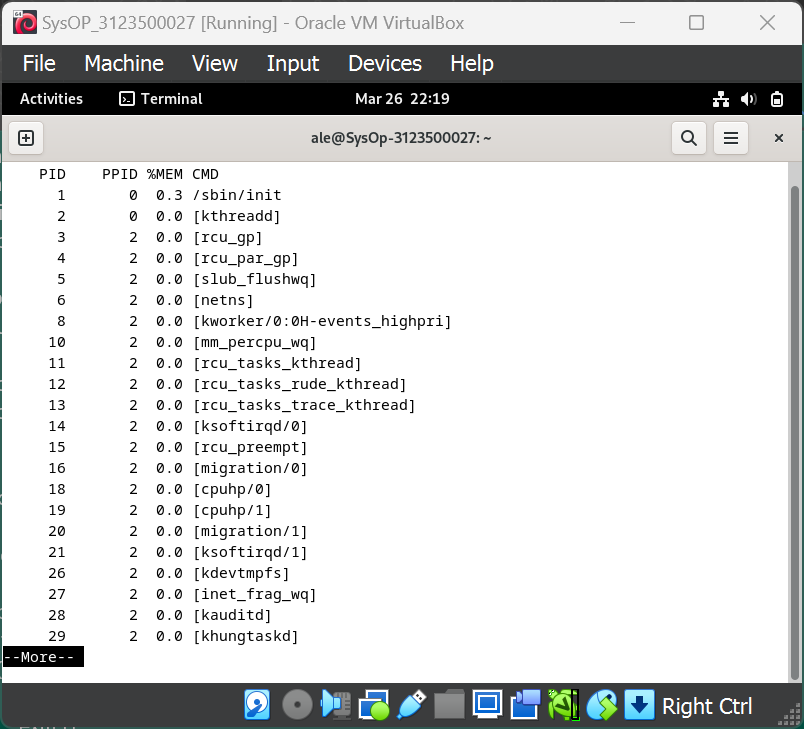 SysOP_3123500027 [Running] - Oracle VM VirtualBox
File Machine View Input Devices Help
Activities Terminal Mar 26 22:19
ale@SysOp-3123500027: ~
PID PPID %MEM CMD
1 0 0.3 /sbin/init
2 0 0.0 [kthreadd]
3 2 0.0 [rcu_gp]
4 2 0.0 [rcu_par_gp]
5 2 0.0 [slub_flushwq]
6 2 0.0 [netns]
8 2 0.0 [kworker/0:0H-events_highpri]
10 2 0.0 [mm_percpu_wq]
11 2 0.0 [rcu_tasks_kthread]
12 2 0.0 [rcu_tasks_rude_kthread]
13 2 0.0 [rcu_tasks_trace_kthread]
14 2 0.0 [ksoftirqd/0]
15 2 0.0 [rcu_preempt]
16 2 0.0 [migration/0]
18 2 0.0 [cpuhp/0]
19 2 0.0 [cpuhp/1]
20 2 0.0 [migration/1]
21 2 0.0 [ksoftirqd/1]
26 2 0.0 [kdevtmpfs]
27 2 0.0 [inet_frag_wq]
28 2 0.0 [kauditd]
29 2 0.0 [khungtaskd]
--More--
Right Ctrl